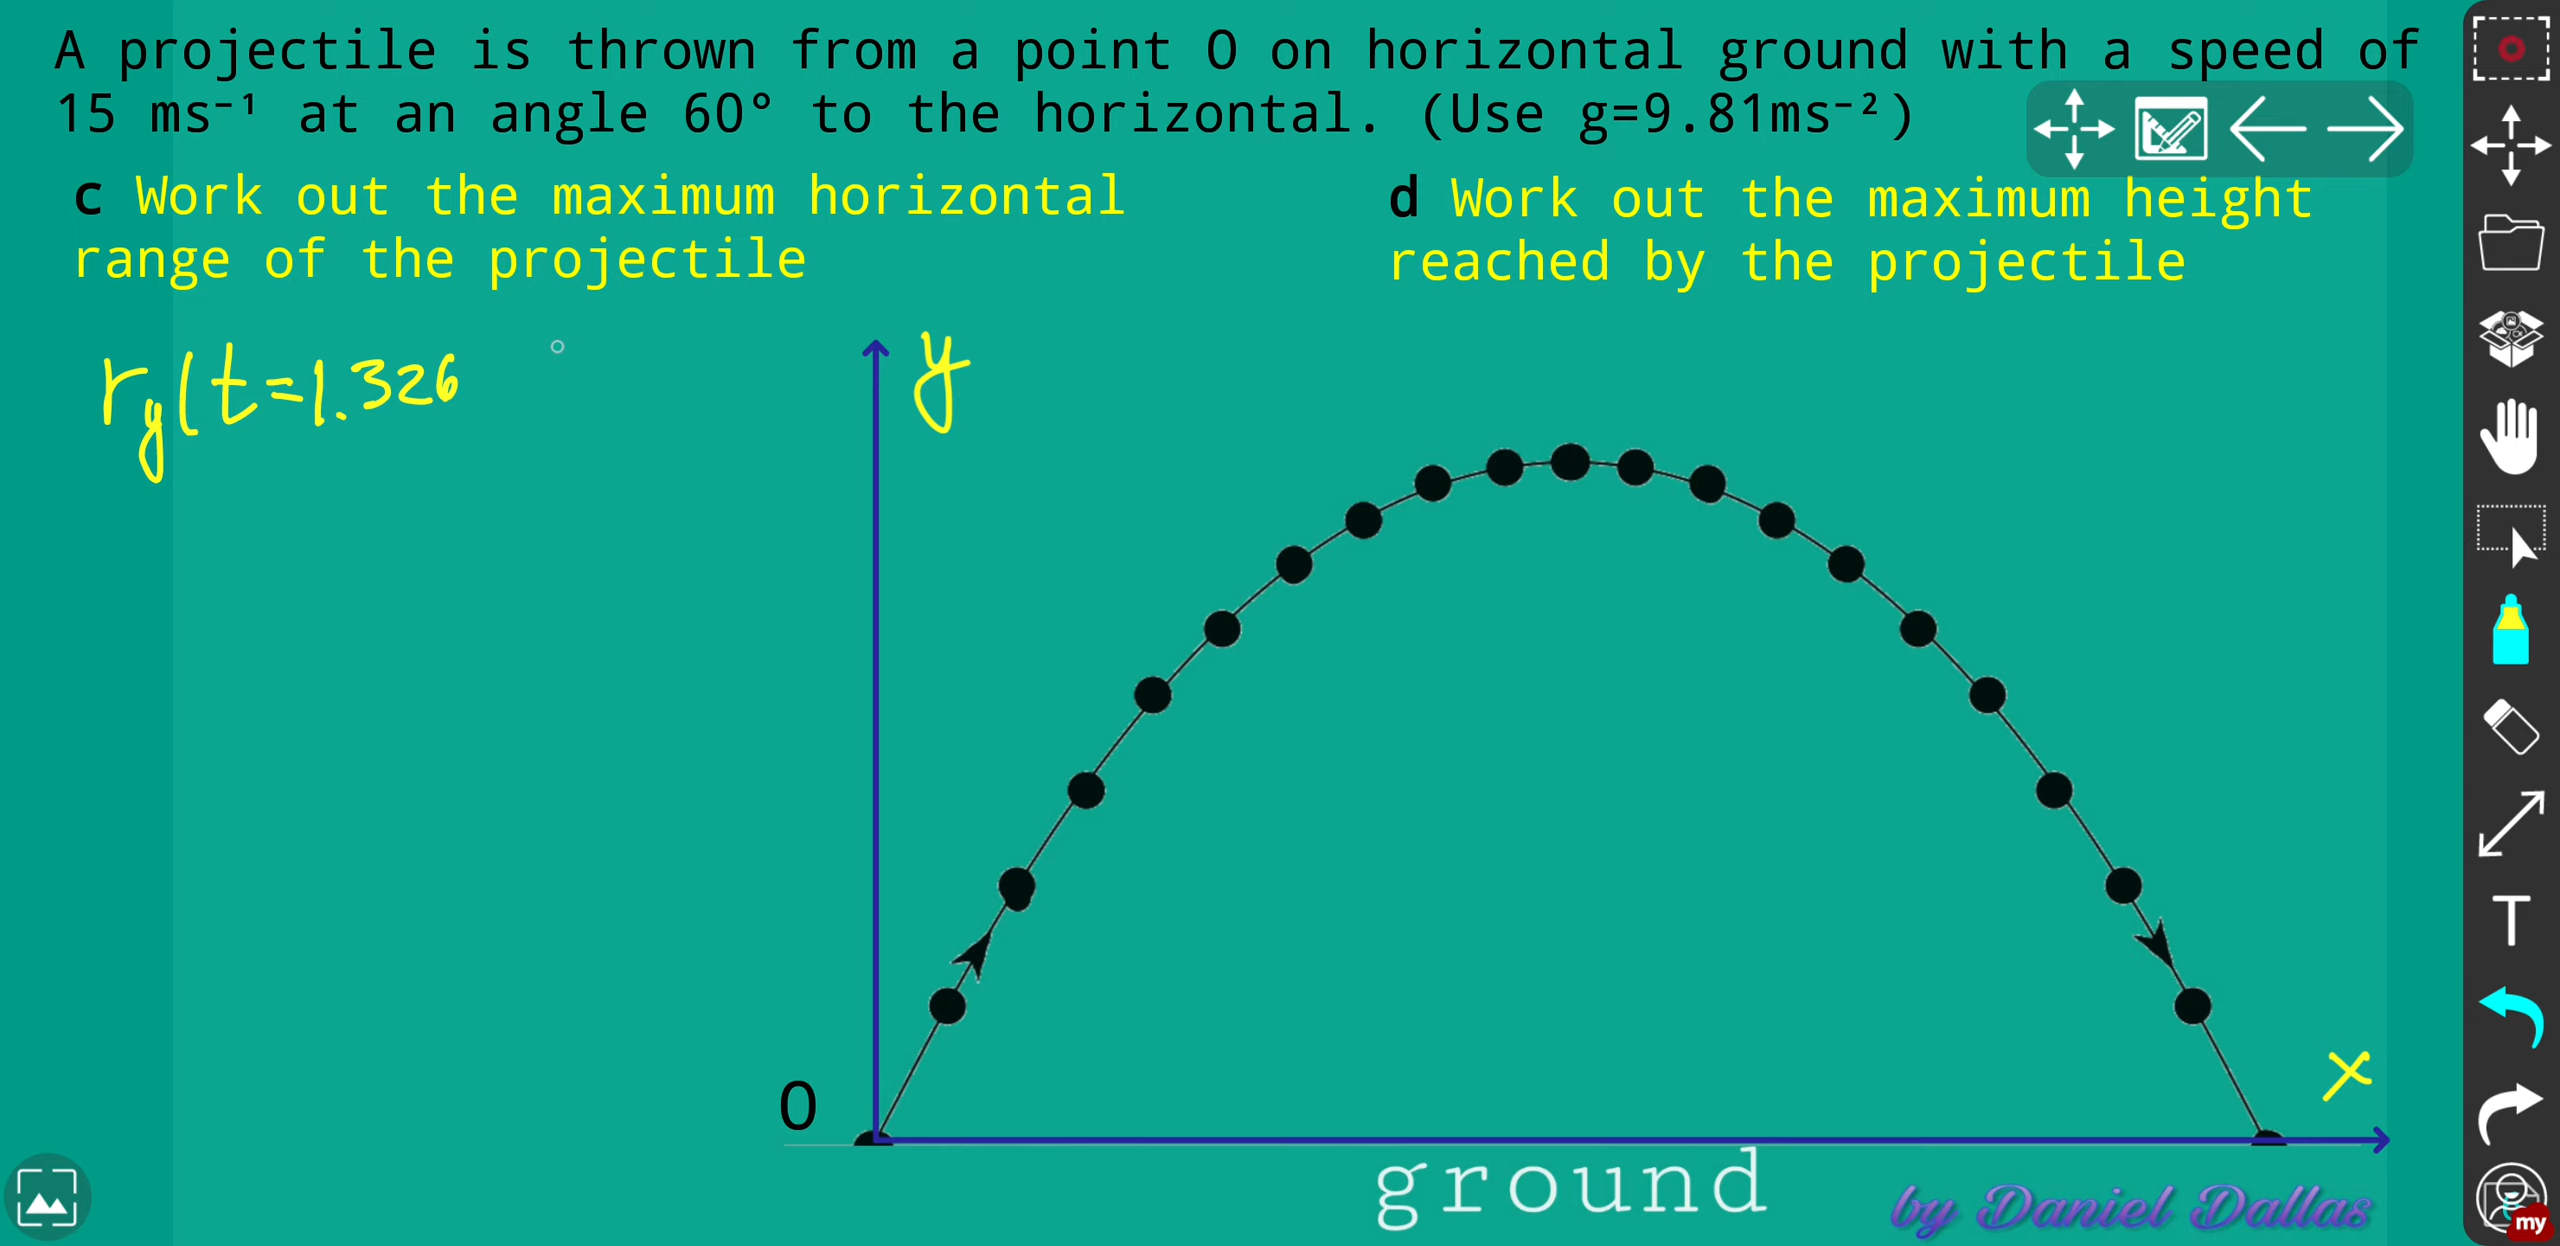 A projectile is thrown from a point O on horizontal ground with a speed of
15 ms⁻¹ at an angle 60° to the horizontal. (Use g=9.81ms⁻²)
c Work out the maximum horizontal
range of the projectile
d Work out the maximum height
reached by the projectile
r_y(t=1.326
y
O
x
ground
by Daniel Dallas
T
my